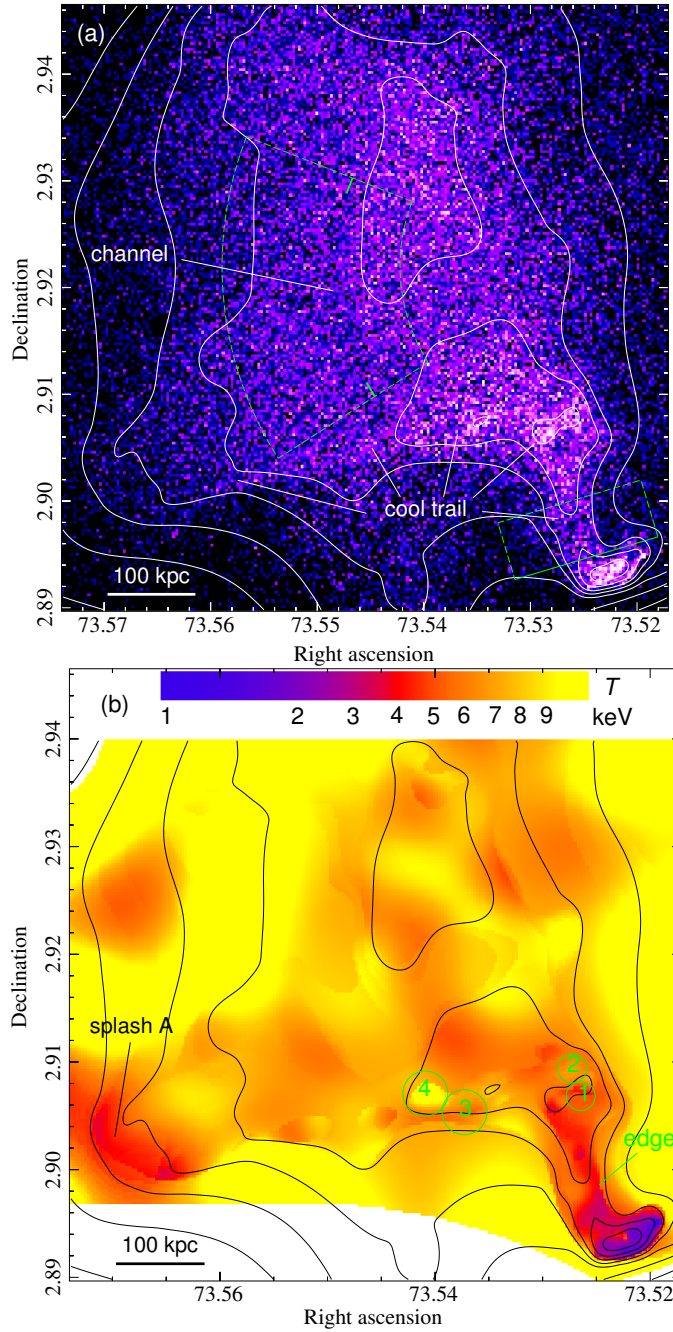 (a)
2.94
2.93
2.92
2.91
2.90
2.89
Declination
channel
cool trail
100 kpc
73.57 73.56 73.55 73.54 73.53 73.52
Right ascension
(b)
T
1 2 3 4 5 6 7 8 9 keV
2.94
2.93
2.92
2.91
2.90
2.89
Declination
splash A
2
4
1
3
edge
100 kpc
73.56 73.54 73.52
Right ascension